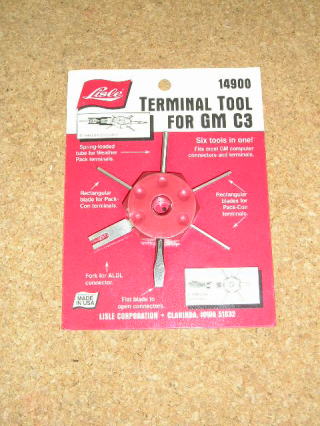 Lisle
14900
TERMINAL TOOL
FOR GM C3
Six tools in one!
Fits most GM computer
connectors and terminals.
Spring-loaded
tube for Weather
Pack terminals.
Rectangular
blade for Pack-
Con terminals.
Rectangular
blades for
Pack-Con
terminals.
Fork for ALDL
connector.
Flat blade to
open connectors.
MADE
IN USA
LISLE CORPORATION • CLARINDA, IOWA 51632